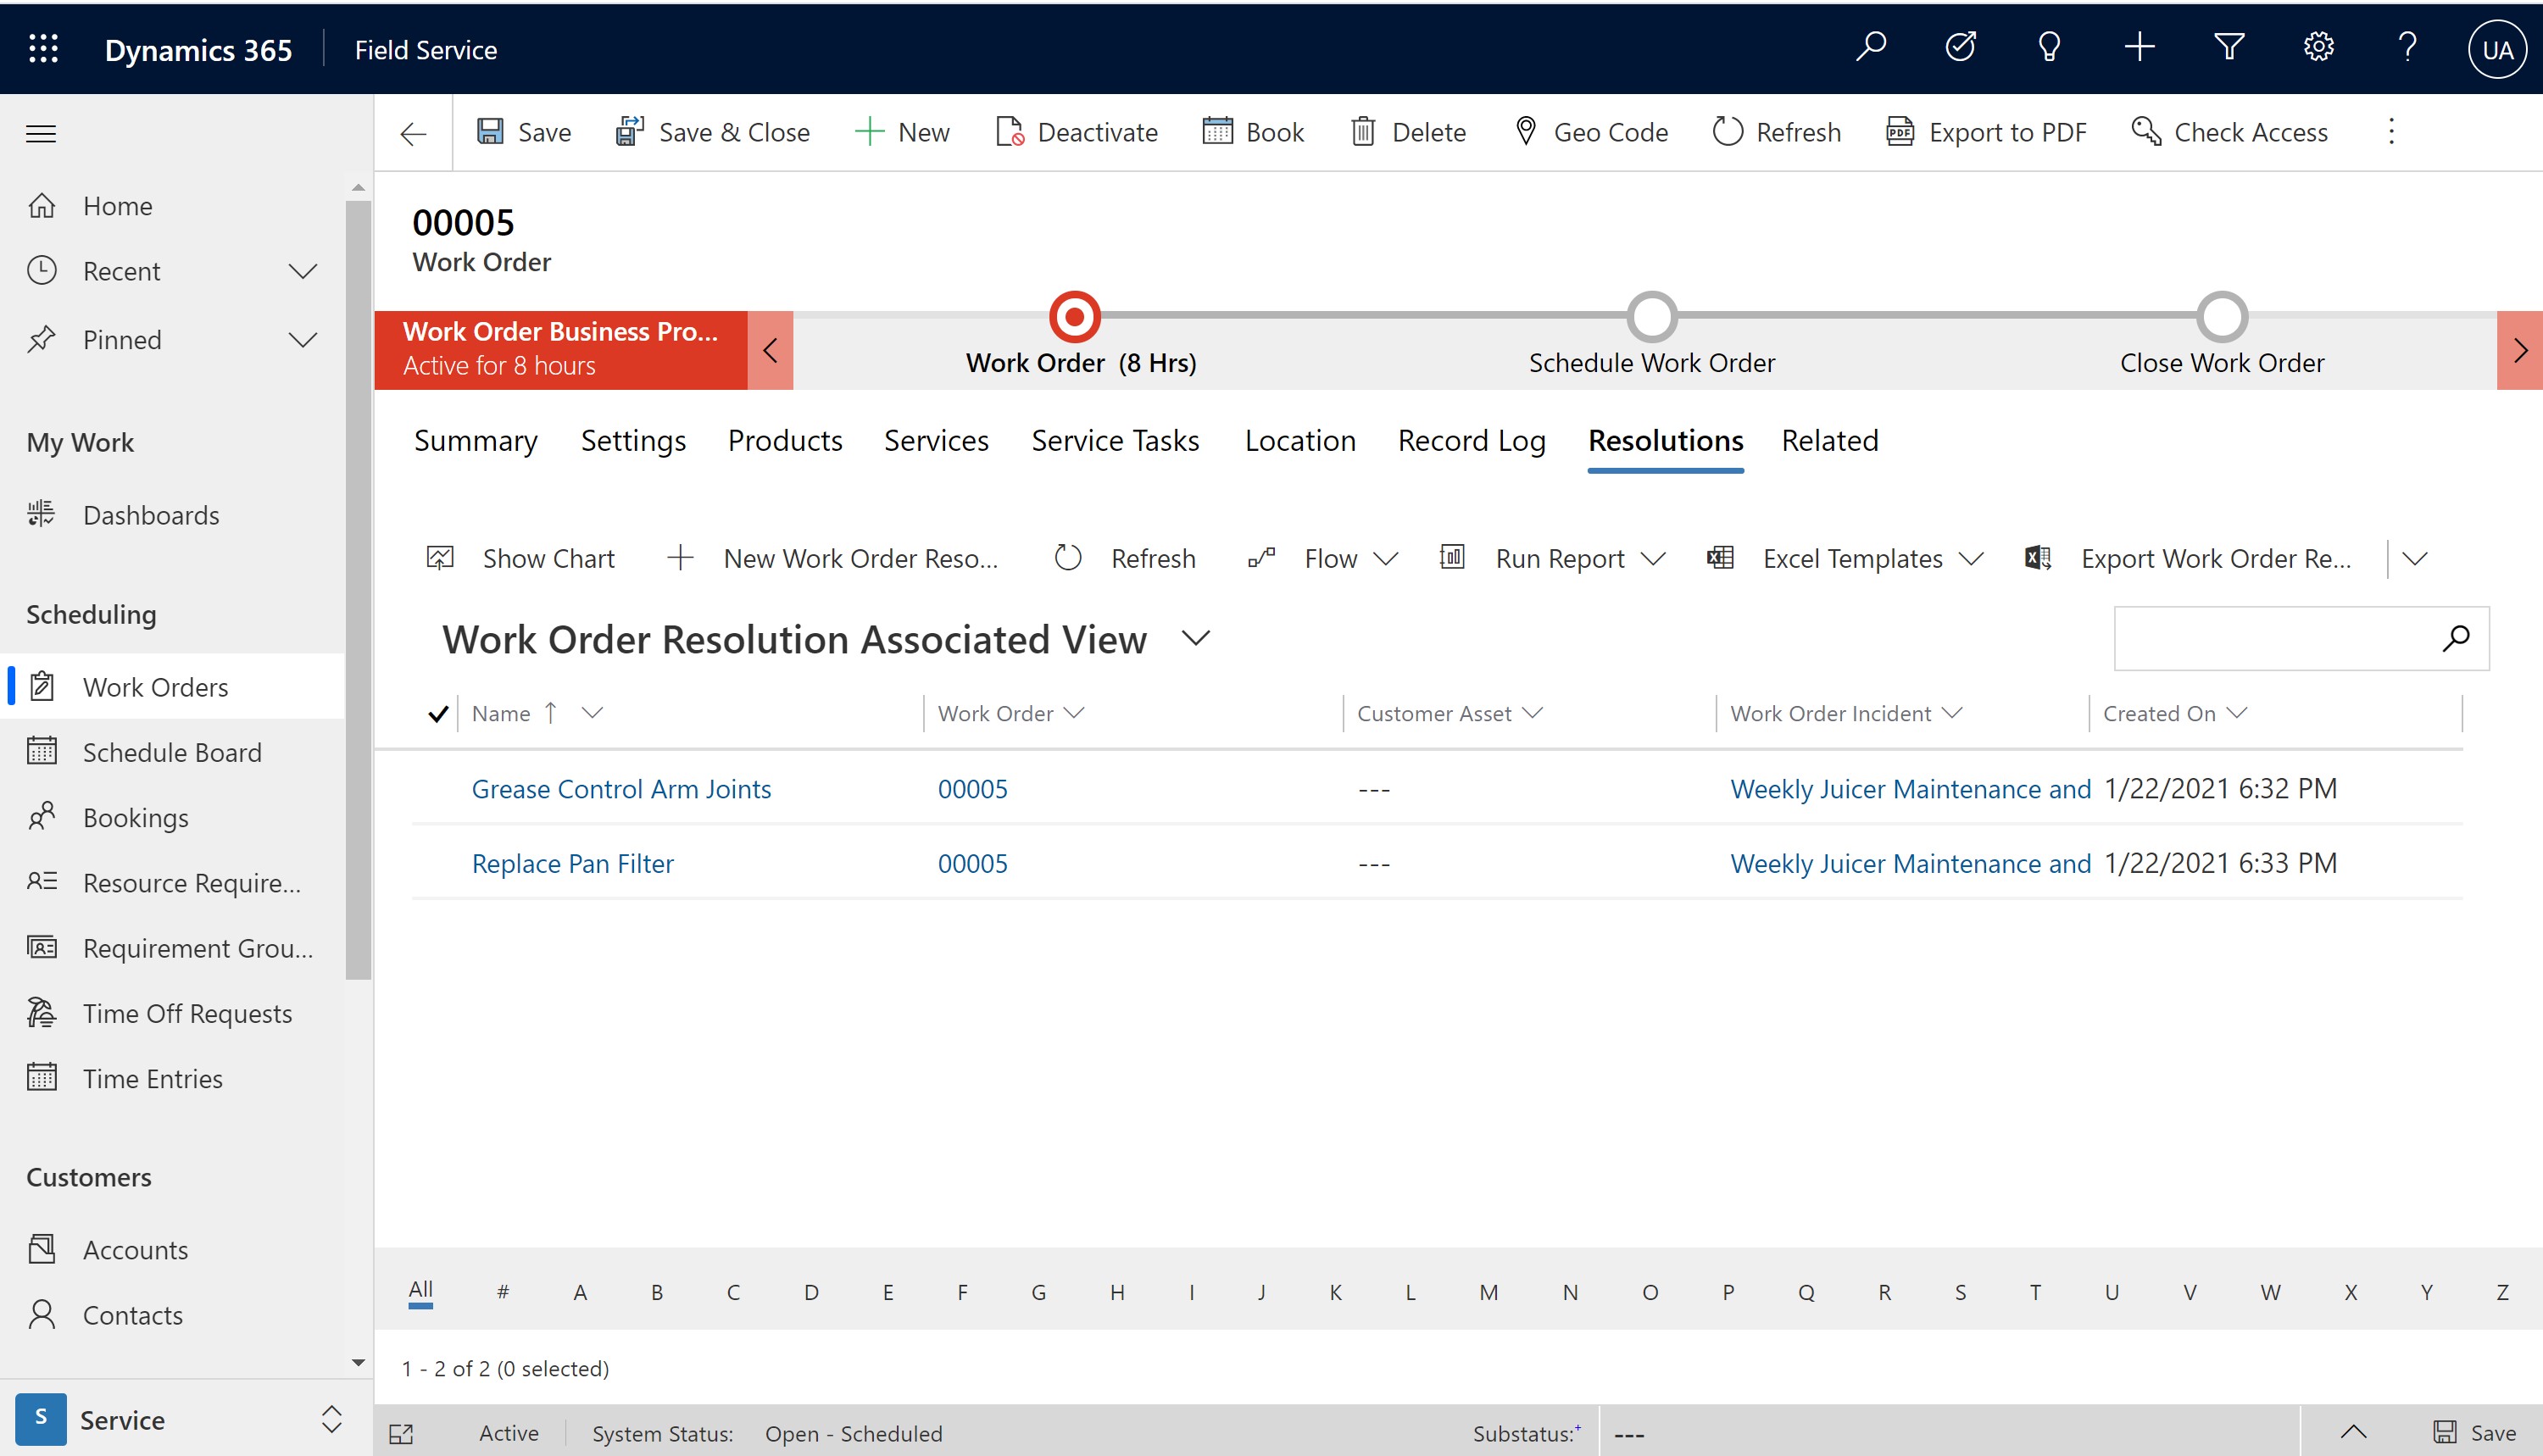 Dynamics 365 Field Service UA
Save Save & Close New Deactivate Book Delete Geo Code Refresh Export to PDF Check Access
Home
Recent
Pinned
My Work
Dashboards
Scheduling
Work Orders
Schedule Board
Bookings
Resource Require...
Requirement Grou...
Time Off Requests
Time Entries
Customers
Accounts
Contacts
S Service
00005
Work Order
Work Order Business Pro...
Active for 8 hours
Work Order (8 Hrs) Schedule Work Order Close Work Order
Summary Settings Products Services Service Tasks Location Record Log Resolutions Related
Show Chart New Work Order Reso... Refresh Flow Run Report Excel Templates Export Work Order Re...
Work Order Resolution Associated View
Name Work Order Customer Asset Work Order Incident Created On
Grease Control Arm Joints 00005 --- Weekly Juicer Maintenance and 1/22/2021 6:32 PM
Replace Pan Filter 00005 --- Weekly Juicer Maintenance and 1/22/2021 6:33 PM
All # A B C D E F G H I J K L M N O P Q R S T U V W X Y Z
1 - 2 of 2 (0 selected)
Active System Status: Open - Scheduled Substatus:+ --- Save